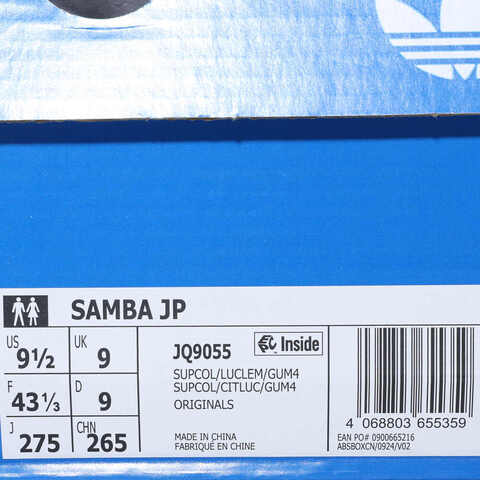 SAMBA JP
US 9½ UK 9
F 43⅓ D 9
J 275 CHN 265
JQ9055 Inside
SUPCOL/LUCLEM/GUM4
SUPCOL/CITLUC/GUM4
ORIGINALS
MADE IN CHINA
FABRIQUÉ EN CHINE
4 068803 655359
EAN PO# 0900665216
ABSBOXCN/0924/V02